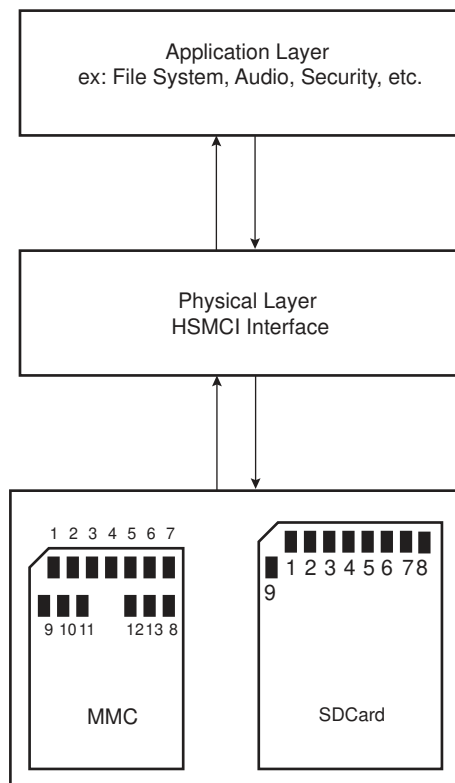 Application Layer
ex: File System, Audio, Security, etc.
Physical Layer
HSMCI Interface
1 2 3 4 5 6 7
9 10 11 12 13 8
MMC
1 2 3 4 5 6 7 8
9
SDCard